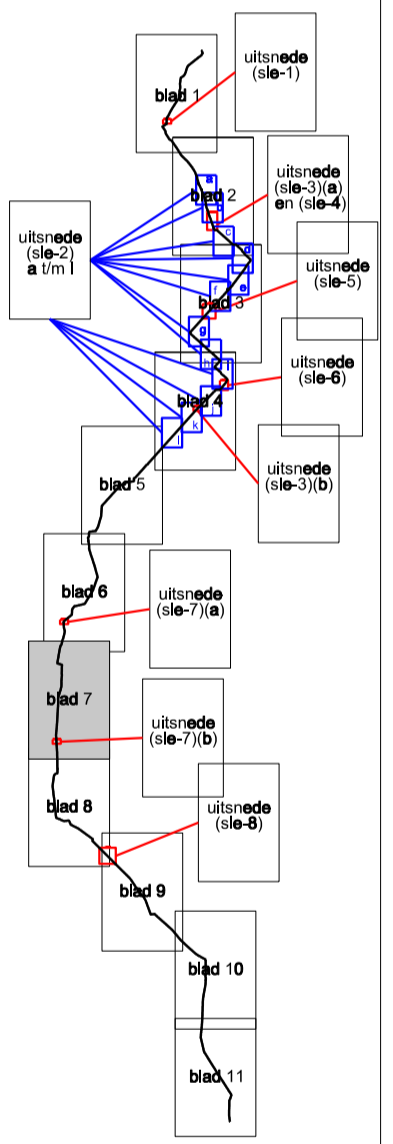 uitsnede
(sle-1)
blad 1
uitsnede
(sle-3)(a)
en (sle-4)
a
blad 2
b
uitsnede
(sle-2)
a t/m l
c
d
uitsnede
(sle-5)
e
f
blad 3
g
h
i
uitsnede
(sle-6)
blad 4
j
k
l
uitsnede
(sle-3)(b)
blad 5
blad 6
uitsnede
(sle-7)(a)
blad 7
uitsnede
(sle-7)(b)
blad 8
uitsnede
(sle-8)
blad 9
blad 10
blad 11